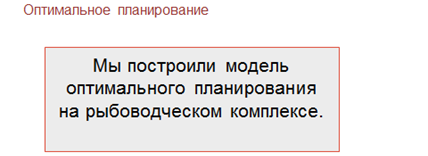 Оптимальное планирование
Мы построили модель
оптимального планирования
на рыбоводческом комплексе.